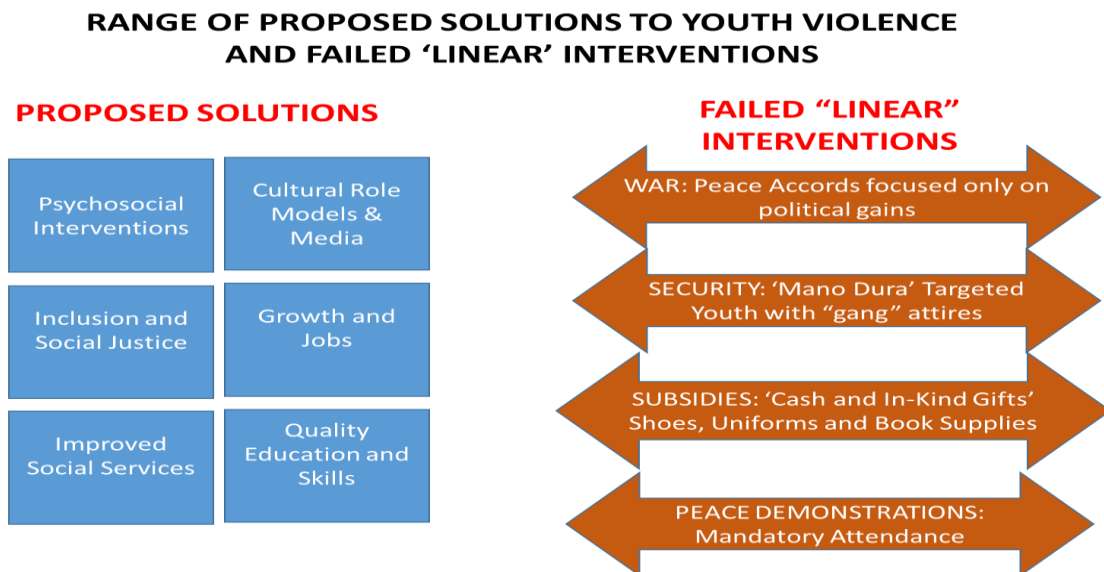 RANGE OF PROPOSED SOLUTIONS TO YOUTH VIOLENCE
AND FAILED ‘LINEAR’ INTERVENTIONS
PROPOSED SOLUTIONS
Psychosocial
Interventions
Cultural Role
Models &
Media
Inclusion and
Social Justice
Growth and
Jobs
Improved
Social Services
Quality
Education and
Skills
FAILED “LINEAR”
INTERVENTIONS
WAR: Peace Accords focused only on
political gains
SECURITY: ‘Mano Dura’ Targeted
Youth with “gang” attires
SUBSIDIES: ‘Cash and In-Kind Gifts’
Shoes, Uniforms and Book Supplies
PEACE DEMONSTRATIONS:
Mandatory Attendance